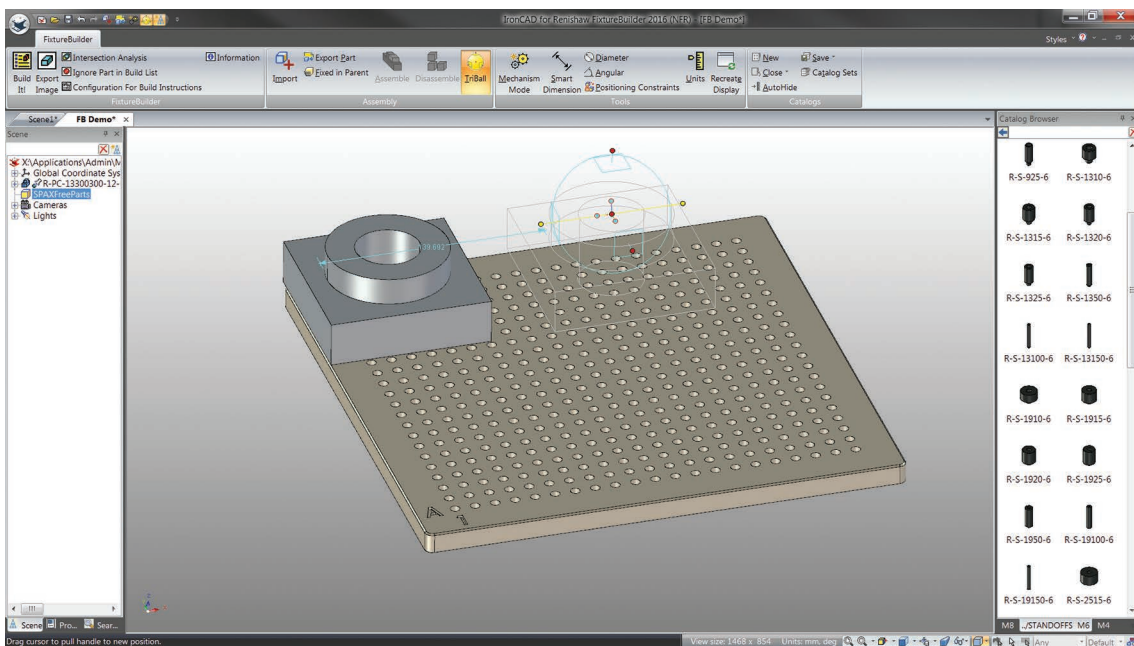 IronCAD for Renishaw FixtureBuilder 2016 (NFR) - [FB Demo*]
FixtureBuilder
Styles
Build It!
Export Image
Intersection Analysis
Ignore Part in Build List
Configuration For Build Instructions
Information
FixtureBuilder
Import
Export Part
Fixed in Parent
Assemble
Disassemble
TriBall
Assembly
Mechanism Mode
Smart Dimension
Diameter
Angular
Positioning Constraints
Units
Recreate Display
Tools
New
Close
AutoHide
Save
Catalog Sets
Catalogs
Scene1*
FB Demo*
Scene
X:\Applications\Admin\
Global Coordinate Sys
R-PC-13300300-12-
SPAXFreeParts
Cameras
Lights
A 1
Catalog Browser
R-S-925-6 R-S-1310-6
R-S-1315-6 R-S-1320-6
R-S-1325-6 R-S-1350-6
R-S-13100-6 R-S-13150-6
R-S-1910-6 R-S-1915-6
R-S-1920-6 R-S-1925-6
R-S-1950-6 R-S-19100-6
R-S-19150-6 R-S-2515-6
M8 ../STANDOFFS M6 M4
Scene Pro... Sear...
Drag cursor to pull handle to new position.
View size: 1468 x 854 Units: mm, deg
Any
Default